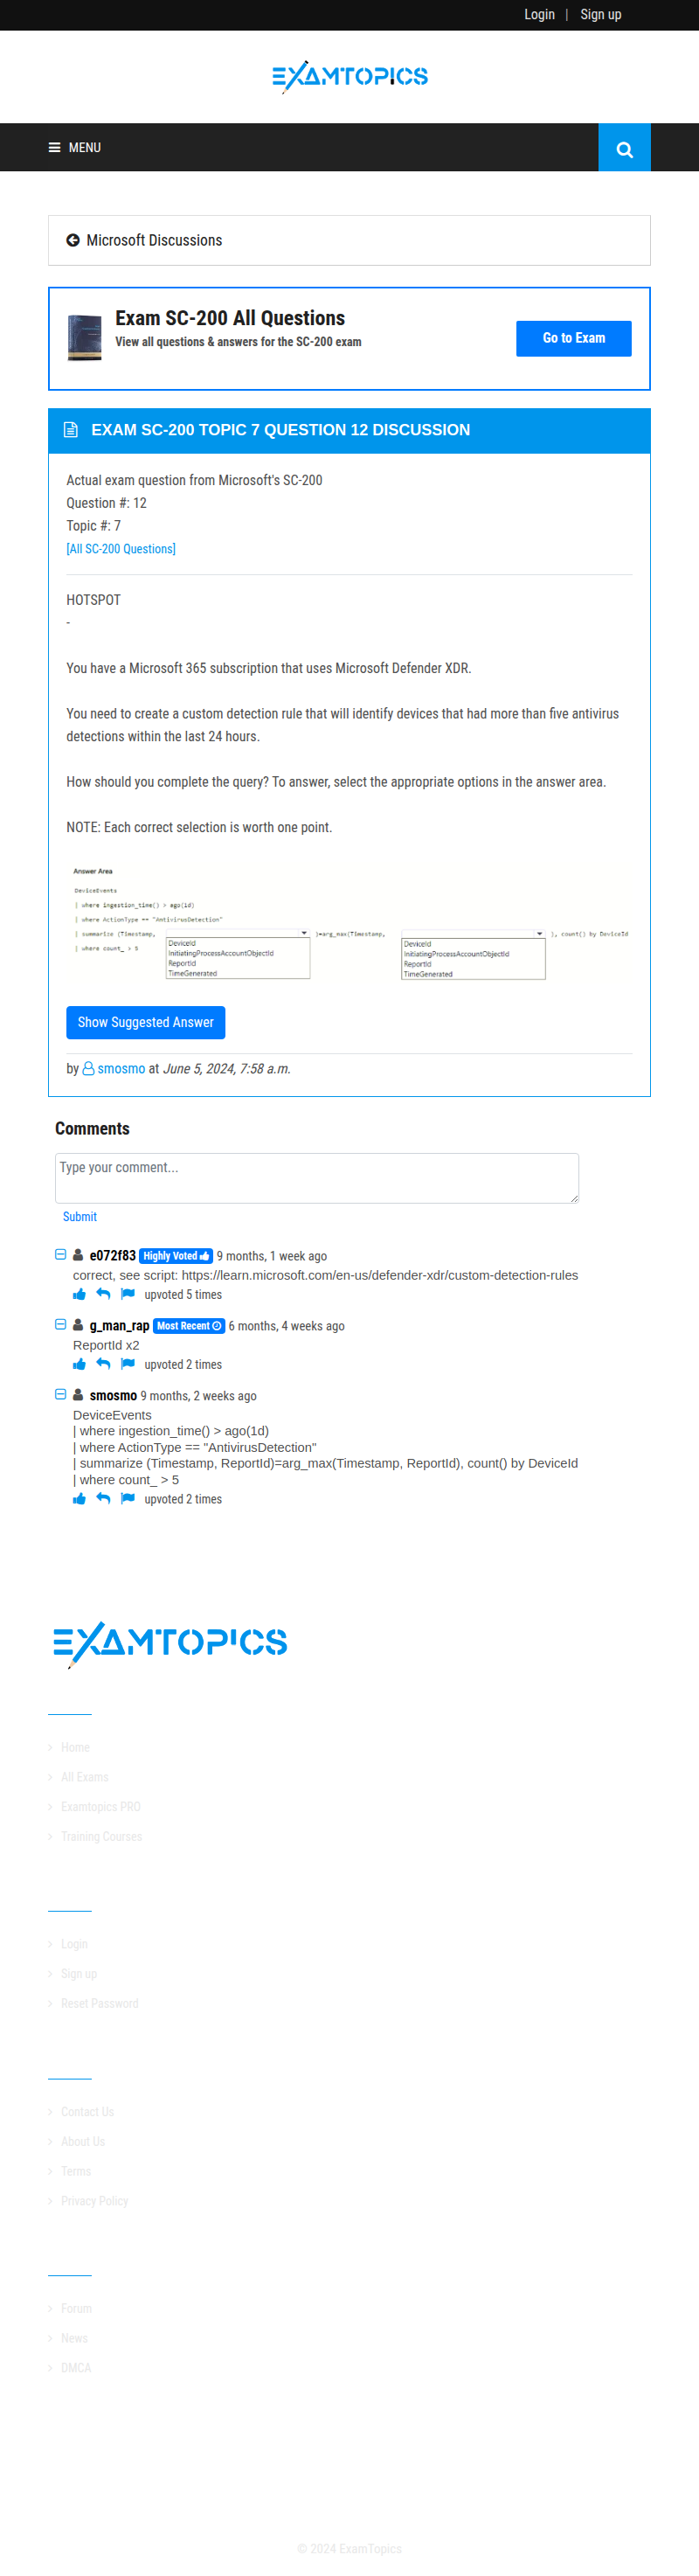 Login | Sign up
EXAMTOPICS
MENU
Microsoft Discussions
Exam SC-200 All Questions
View all questions & answers for the SC-200 exam
Go to Exam
EXAM SC-200 TOPIC 7 QUESTION 12 DISCUSSION
Actual exam question from Microsoft's SC-200
Question #: 12
Topic #: 7
[All SC-200 Questions]
HOTSPOT
-
You have a Microsoft 365 subscription that uses Microsoft Defender XDR.
You need to create a custom detection rule that will identify devices that had more than five antivirus
detections within the last 24 hours.
How should you complete the query? To answer, select the appropriate options in the answer area.
NOTE: Each correct selection is worth one point.
Answer Area
DeviceEvents
| where ingestion_time() > ago(1d)
| where ActionType == "AntivirusDetection"
| summarize (Timestamp, )=arg_max(Timestamp, ), count() by DeviceId
| where count_ > 5
DeviceId
InitiatingProcessAccountObjectId
ReportId
TimeGenerated
DeviceId
InitiatingProcessAccountObjectId
ReportId
TimeGenerated
Show Suggested Answer
by smosmo at June 5, 2024, 7:58 a.m.
Comments
Type your comment...
Submit
e072f83 Highly Voted 9 months, 1 week ago
correct, see script: https://learn.microsoft.com/en-us/defender-xdr/custom-detection-rules
upvoted 5 times
g_man_rap Most Recent 6 months, 4 weeks ago
ReportId x2
upvoted 2 times
smosmo 9 months, 2 weeks ago
DeviceEvents
| where ingestion_time() > ago(1d)
| where ActionType == "AntivirusDetection"
| summarize (Timestamp, ReportId)=arg_max(Timestamp, ReportId), count() by DeviceId
| where count_ > 5
upvoted 2 times
EXAMTOPICS
Home
All Exams
Examtopics PRO
Training Courses
Login
Sign up
Reset Password
Contact Us
About Us
Terms
Privacy Policy
Forum
News
DMCA
© 2024 ExamTopics